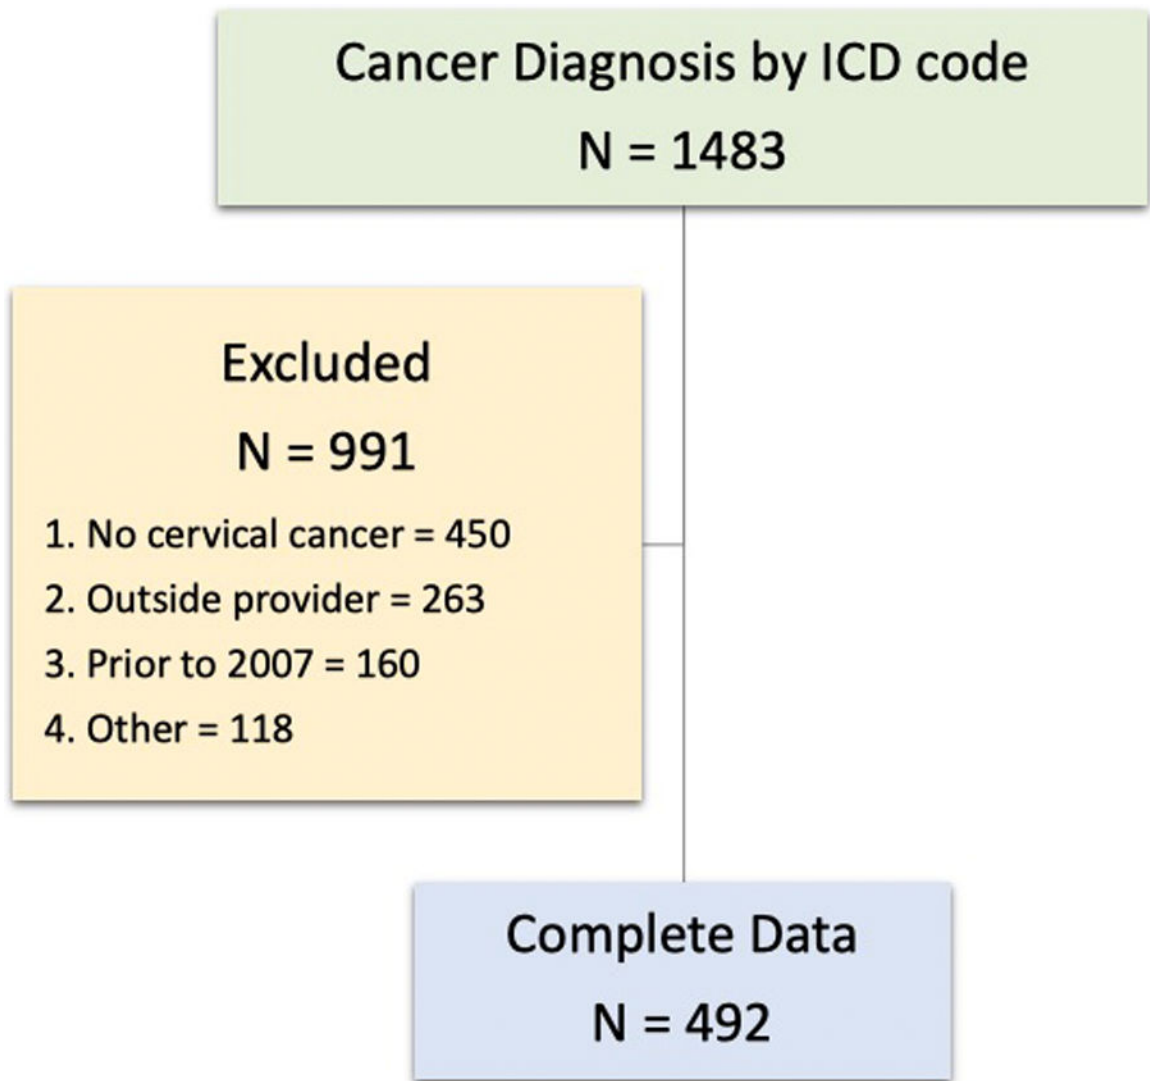 Cancer Diagnosis by ICD code
N = 1483
Excluded
N = 991
1. No cervical cancer = 450
2. Outside provider = 263
3. Prior to 2007 = 160
4. Other = 118
Complete Data
N = 492